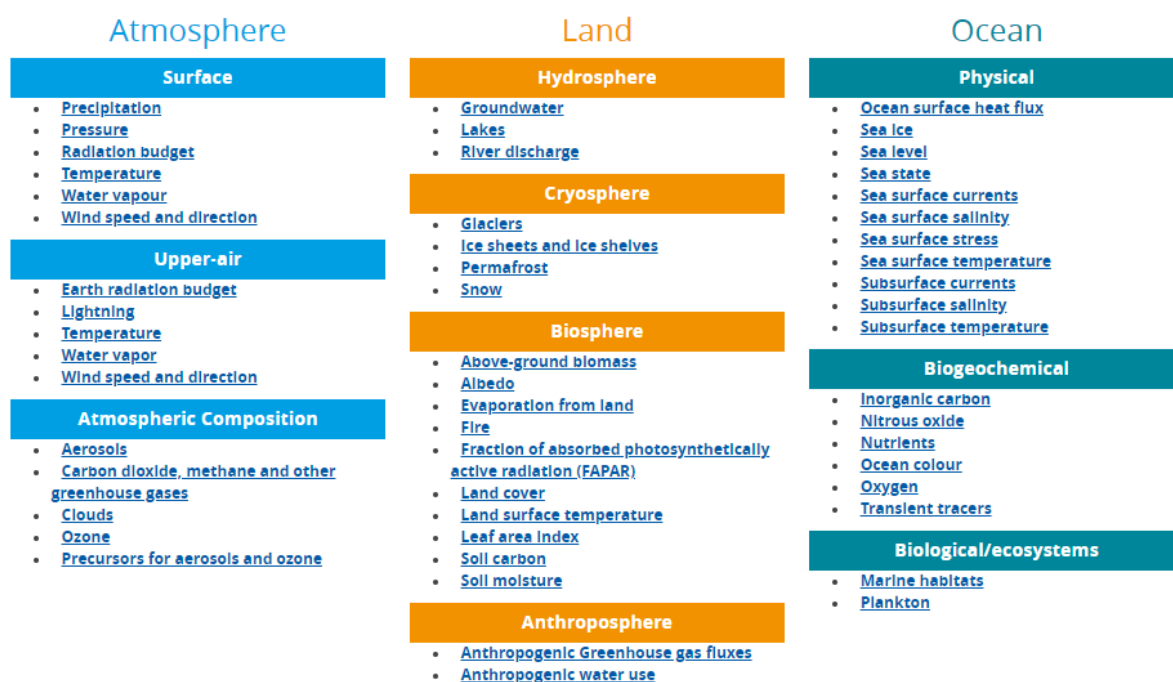 Atmosphere
Surface
Precipitation
Pressure
Radiation budget
Temperature
Water vapour
Wind speed and direction
Upper-air
Earth radiation budget
Lightning
Temperature
Water vapor
Wind speed and direction
Atmospheric Composition
Aerosols
Carbon dioxide, methane and other
greenhouse gases
Clouds
Ozone
Precursors for aerosols and ozone
Land
Hydrosphere
Groundwater
Lakes
River discharge
Cryosphere
Glaciers
Ice sheets and ice shelves
Permafrost
Snow
Biosphere
Above-ground biomass
Albedo
Evaporation from land
Fire
Fraction of absorbed photosynthetically
active radiation (FAPAR)
Land cover
Land surface temperature
Leaf area index
Soil carbon
Soil moisture
Anthroposphere
Anthropogenic Greenhouse gas fluxes
Anthropogenic water use
Ocean
Physical
Ocean surface heat flux
Sea ice
Sea level
Sea state
Sea surface currents
Sea surface salinity
Sea surface stress
Sea surface temperature
Subsurface currents
Subsurface salinity
Subsurface temperature
Biogeochemical
Inorganic carbon
Nitrous oxide
Nutrients
Ocean colour
Oxygen
Transient tracers
Biological/ecosystems
Marine habitats
Plankton